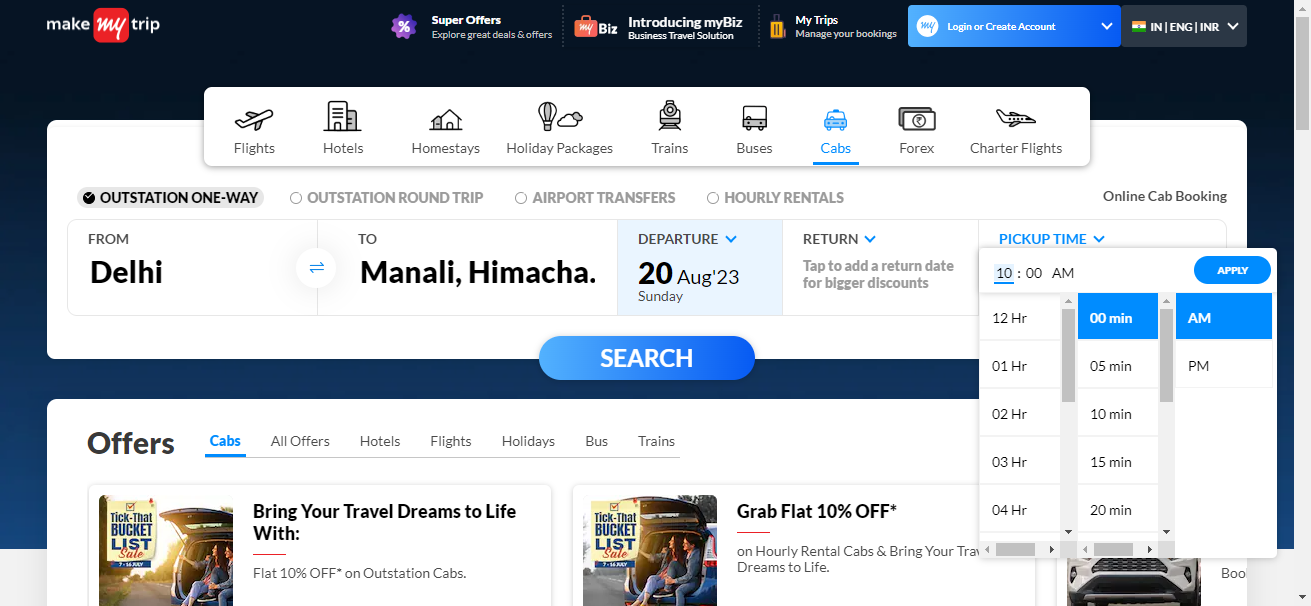 make my trip
%
Super Offers
Explore great deals & offers
my Biz
Introducing myBiz
Business Travel Solution
My Trips
Manage your bookings
my
Login or Create Account
IN | ENG | INR
Flights
Hotels
Homestays
Holiday Packages
Trains
Buses
Cabs
Forex
Charter Flights
OUTSTATION ONE-WAY
OUTSTATION ROUND TRIP
AIRPORT TRANSFERS
HOURLY RENTALS
Online Cab Booking
FROM
Delhi
TO
Manali, Himacha.
DEPARTURE
20 Aug'23
Sunday
RETURN
Tap to add a return date
for bigger discounts
PICKUP TIME
10 : 00 AM
APPLY
12 Hr
00 min
AM
01 Hr
05 min
PM
02 Hr
10 min
03 Hr
15 min
04 Hr
20 min
SEARCH
Offers
Cabs
All Offers
Hotels
Flights
Holidays
Bus
Trains
TICK-THAT
BUCKET
LIST
Sale
7 - 16 JULY
Bring Your Travel Dreams to Life
With:
Flat 10% OFF* on Outstation Cabs.
TICK-THAT
BUCKET
LIST
Sale
7 - 16 JULY
Grab Flat 10% OFF*
on Hourly Rental Cabs & Bring Your Trav
Dreams to Life.
Boo